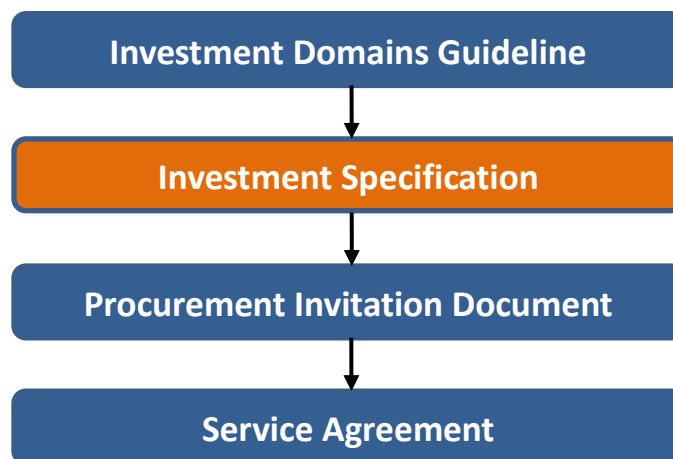 Investment Domains Guideline
Investment Specification
Procurement Invitation Document
Service Agreement